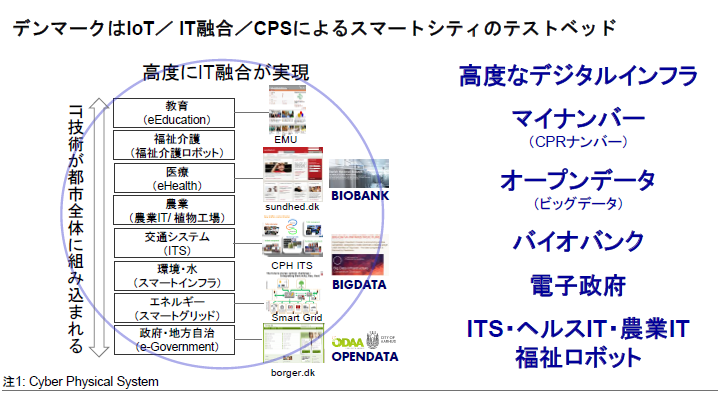 デンマークはIoT／ IT融合／CPSによるスマートシティのテストベッド
高度にIT融合が実現
IT技術が都市全体に組み込まれる
教育
（eEducation）
福祉介護
（福祉介護ロボット）
医療
（eHealth）
農業
（農業IT/ 植物工場）
交通システム
（ITS）
環境・水
（スマートインフラ）
エネルギー
（スマートグリッド）
政府・地方自治
（e-Government）
EMU
sundhed.dk
BIOBANK
CPH ITS
BIGDATA
Smart Grid
ODAA
CITY OF
AARHUS
OPENDATA
borger.dk
高度なデジタルインフラ
マイナンバー
（CPRナンバー）
オープンデータ
（ビッグデータ）
バイオバンク
電子政府
ITS・ヘルスIT・農業IT
福祉ロボット
注1: Cyber Physical System